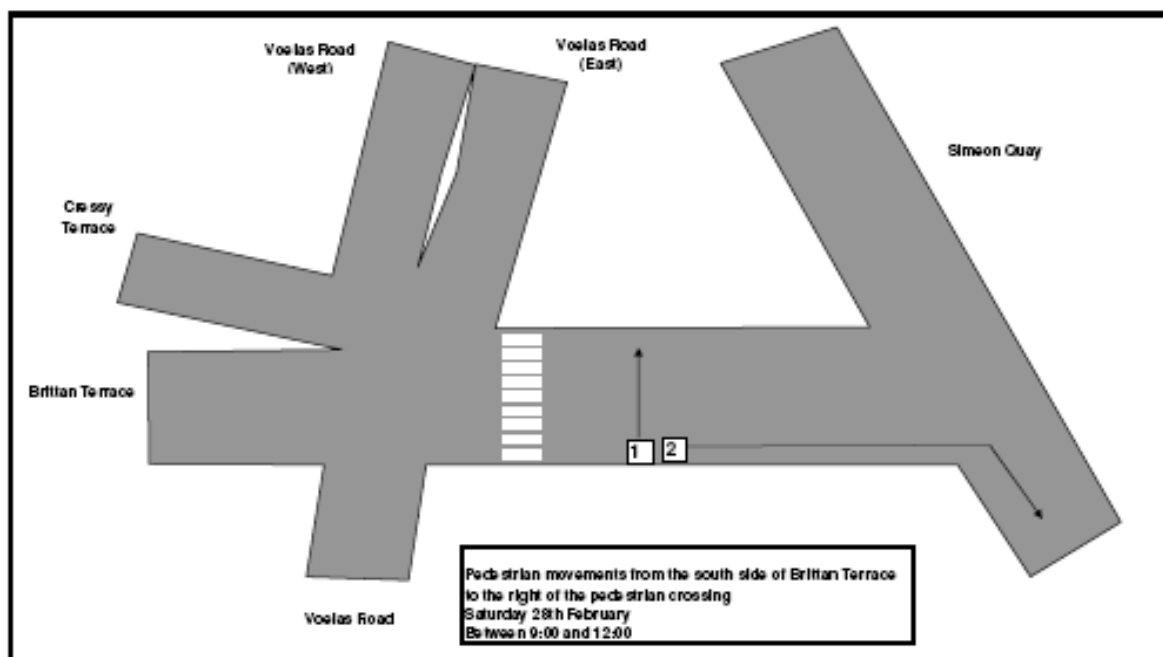 Voelas Road
(West)
Voelas Road
(East)
Simeon Quay
Cressy
Terrace
Brittan Terrace
1
2
Pedestrian movements from the south side of Brittan Terrace
to the right of the pedestrian crossing
Saturday 28th February
Between 9:00 and 12:00
Voelas Road